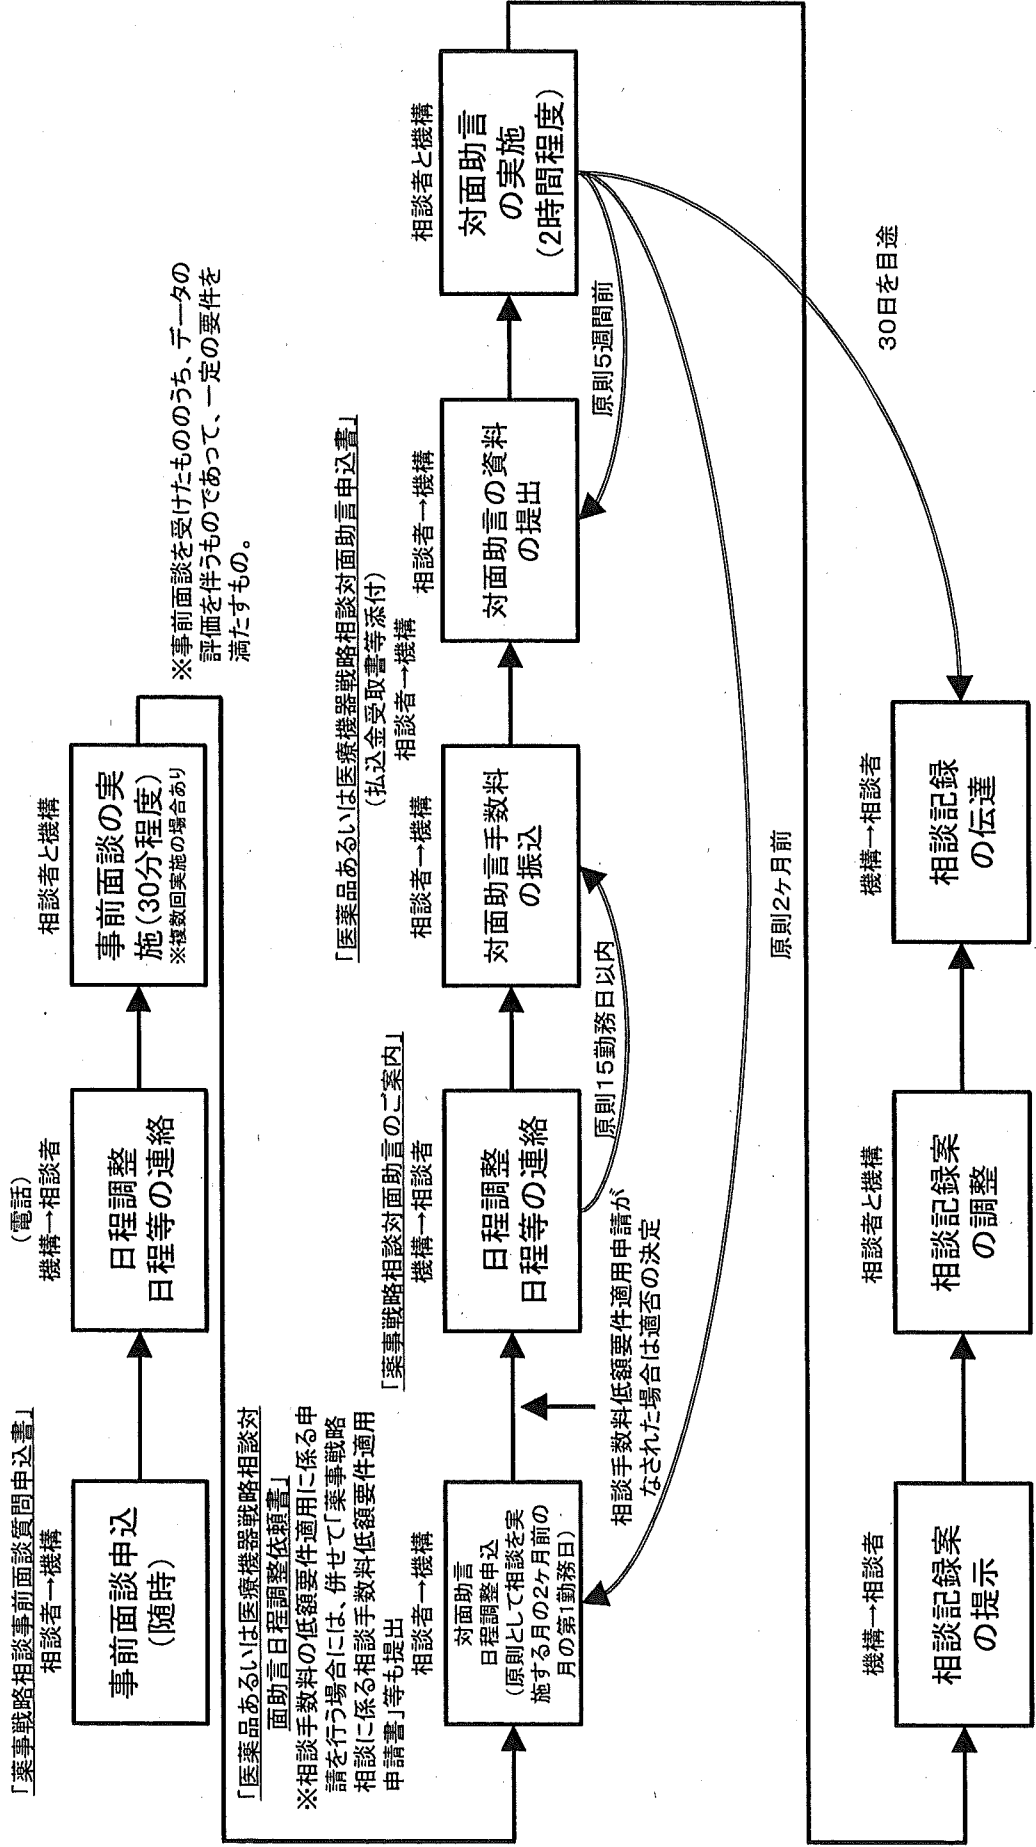 「薬事戦略相談事前面談質問申込書」
相談者→機構
事前面談申込
(随時)
(電話)
機構→相談者
日程調整
日程等の連絡
相談者と機構
事前面談の実
施(30分程度)
※複数回実施の場合あり
※事前面談を受けたもののうち、データの
評価を伴うものであって、一定の要件を
満たすもの。
「医薬品あるいは医療機器戦略相談対
面助言日程調整依頼書」
※相談手数料の低額要件適用に係る申
請を行う場合には、併せて「薬事戦略
相談に係る相談手数料低額要件適用
申請書」等も提出
相談者→機構
対面助言
日程調整申込
(原則として相談を実
施する月の2ヶ月前の
月の第1勤務日)
相談手数料低額要件適用申請が
なされた場合は適否の決定
「薬事戦略相談対面助言のご案内」
機構→相談者
日程調整
日程等の連絡
原則15勤務日以内
「医薬品あるいは医療機器戦略相談対面助言申込書」
(払込金受取書等添付)
相談者→機構
相談者→機構
対面助言手数料
の振込
相談者→機構
対面助言の資料
の提出
原則5週間前
相談者と機構
対面助言
の実施
(2時間程度)
原則2ヶ月前
30日を目途
機構→相談者
相談記録案
の提示
相談者と機構
相談記録案
の調整
機構→相談者
相談記録
の伝達